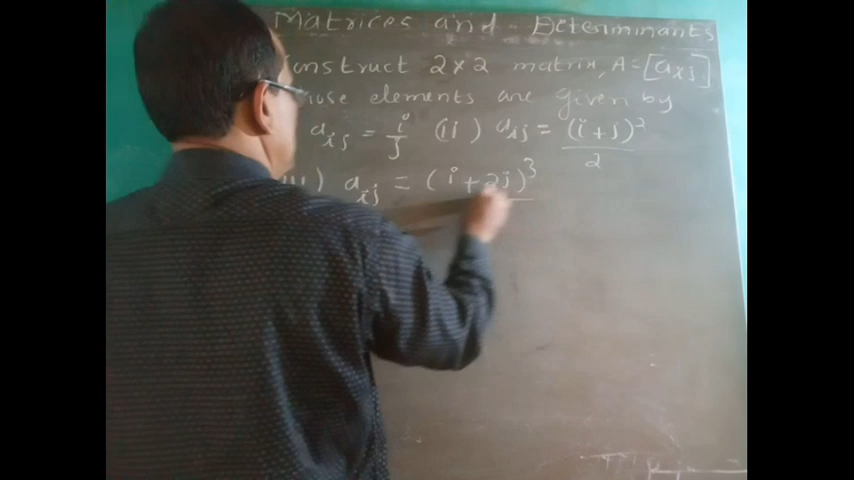 Matrices and Determinants
onstruct 2×2 matrix, A = [aij]
ose elements are given by
aij = i/j (ii) aij = (i+j)²/2
) aij = (i+2j)³